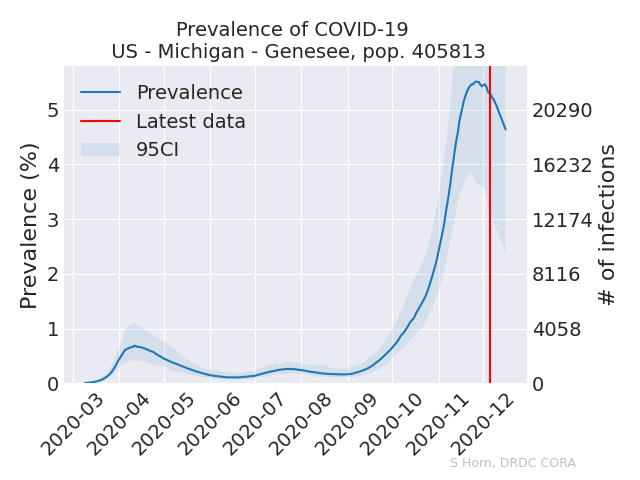 Prevalence of COVID-19
US - Michigan - Genesee, pop. 405813
Prevalence
Latest data
95CI
Prevalence (%)
5
4
3
2
1
0
20290
16232
12174
8116
4058
0
# of infections
2020-03
2020-04
2020-05
2020-06
2020-07
2020-08
2020-09
2020-10
2020-11
2020-12
S Horn, DRDC CORA